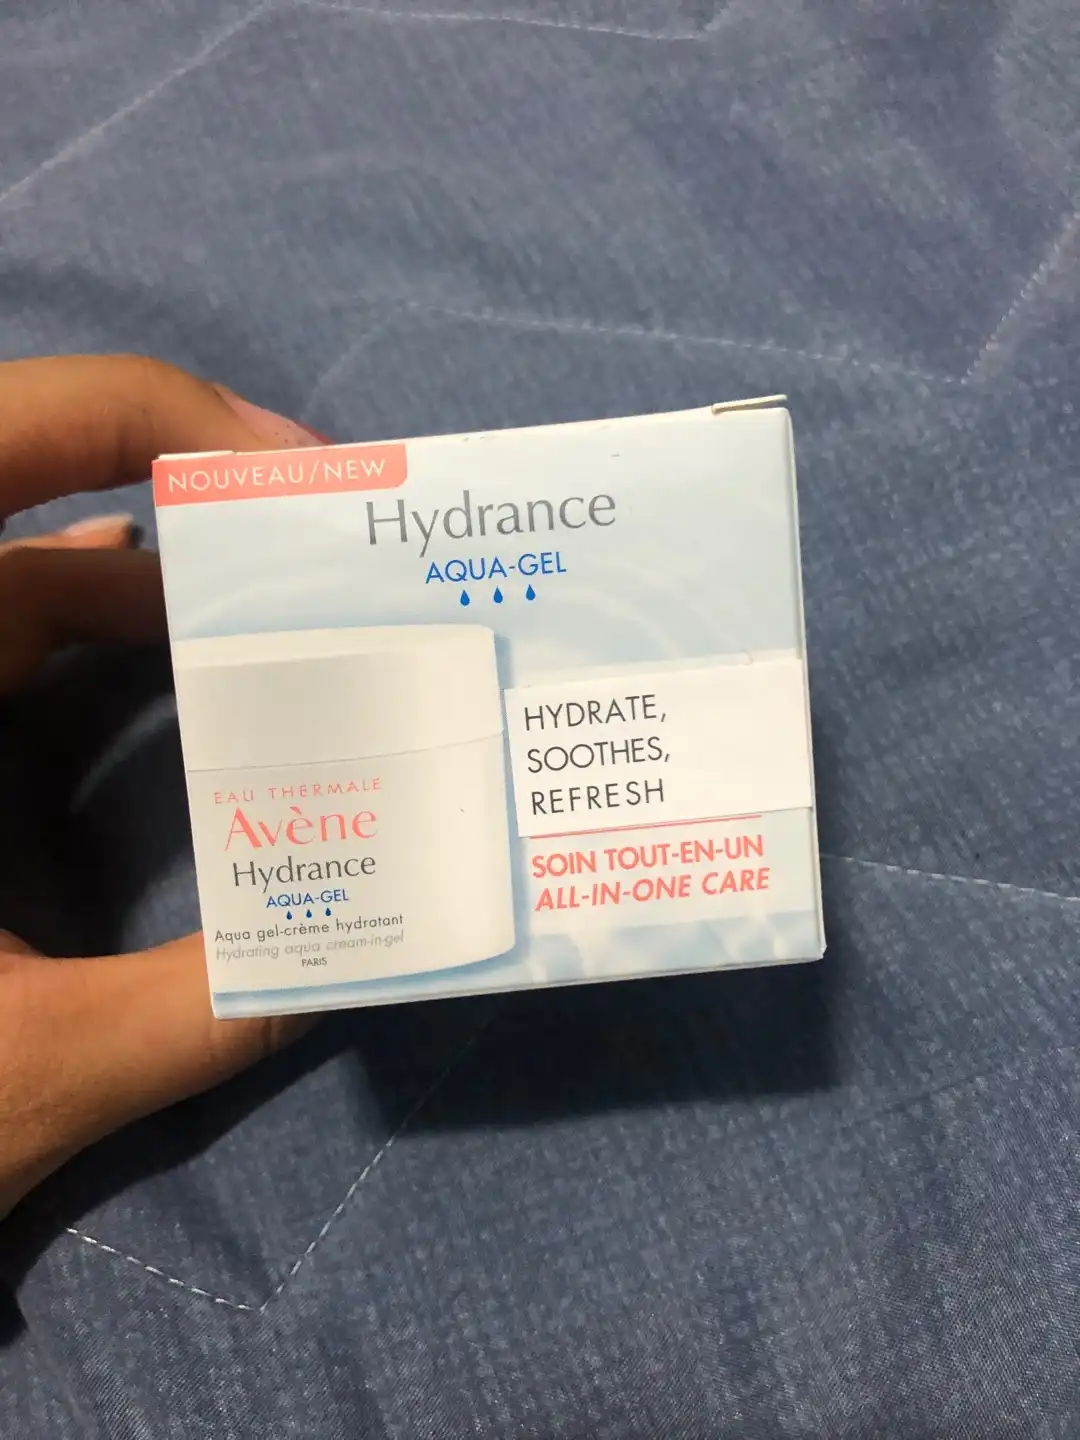 NOUVEAU/NEW
Hydrance
AQUA-GEL
HYDRATE,
SOOTHES,
REFRESH
SOIN TOUT-EN-UN
ALL-IN-ONE CARE
EAU THERMALE
Avène
Hydrance
AQUA-GEL
Aqua gel-crème hydratant
Hydrating aqua cream-in-gel
PARIS